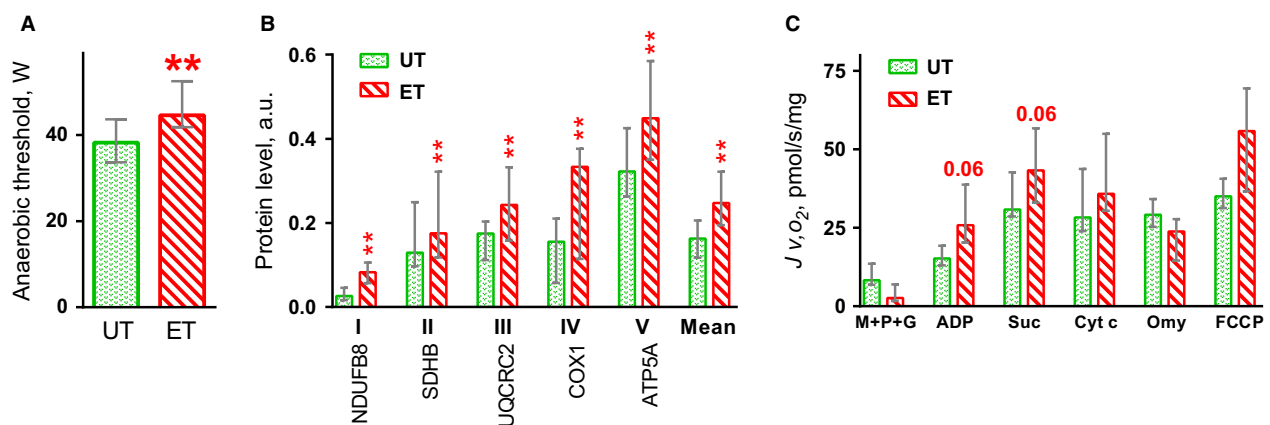 A
Anaerobic threshold, W
40
20
0
**
UT
ET
B
Protein level, a.u.
0.6
0.4
0.2
0.0
UT
ET
**
**
**
**
**
**
I
II
III
IV
V
Mean
NDUFB8
SDHB
UQCRC2
COX1
ATP5A
C
J v,o₂, pmol/s/mg
75
50
25
0
UT
ET
0.06
0.06
M+P+G
ADP
Suc
Cyt c
Omy
FCCP